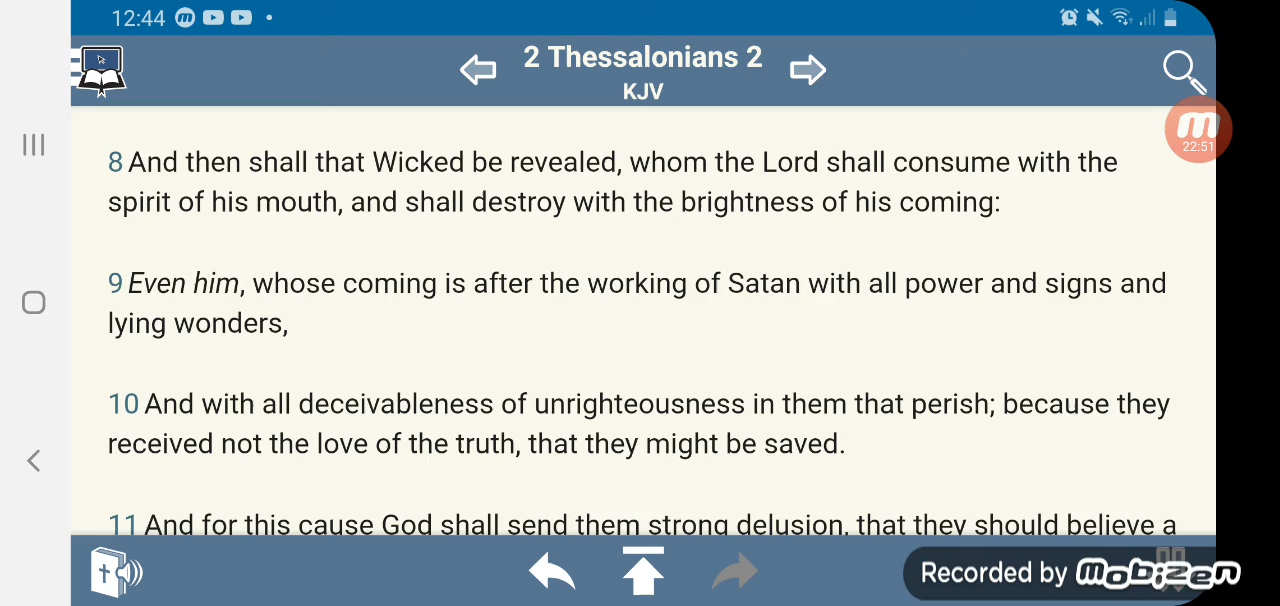 12:44
2 Thessalonians 2
KJV
22:51
8 And then shall that Wicked be revealed, whom the Lord shall consume with the
spirit of his mouth, and shall destroy with the brightness of his coming:
9 Even him, whose coming is after the working of Satan with all power and signs and
lying wonders,
10 And with all deceivableness of unrighteousness in them that perish; because they
received not the love of the truth, that they might be saved.
11 And for this cause God shall send them strong delusion, that they should believe a
Recorded by mobizen